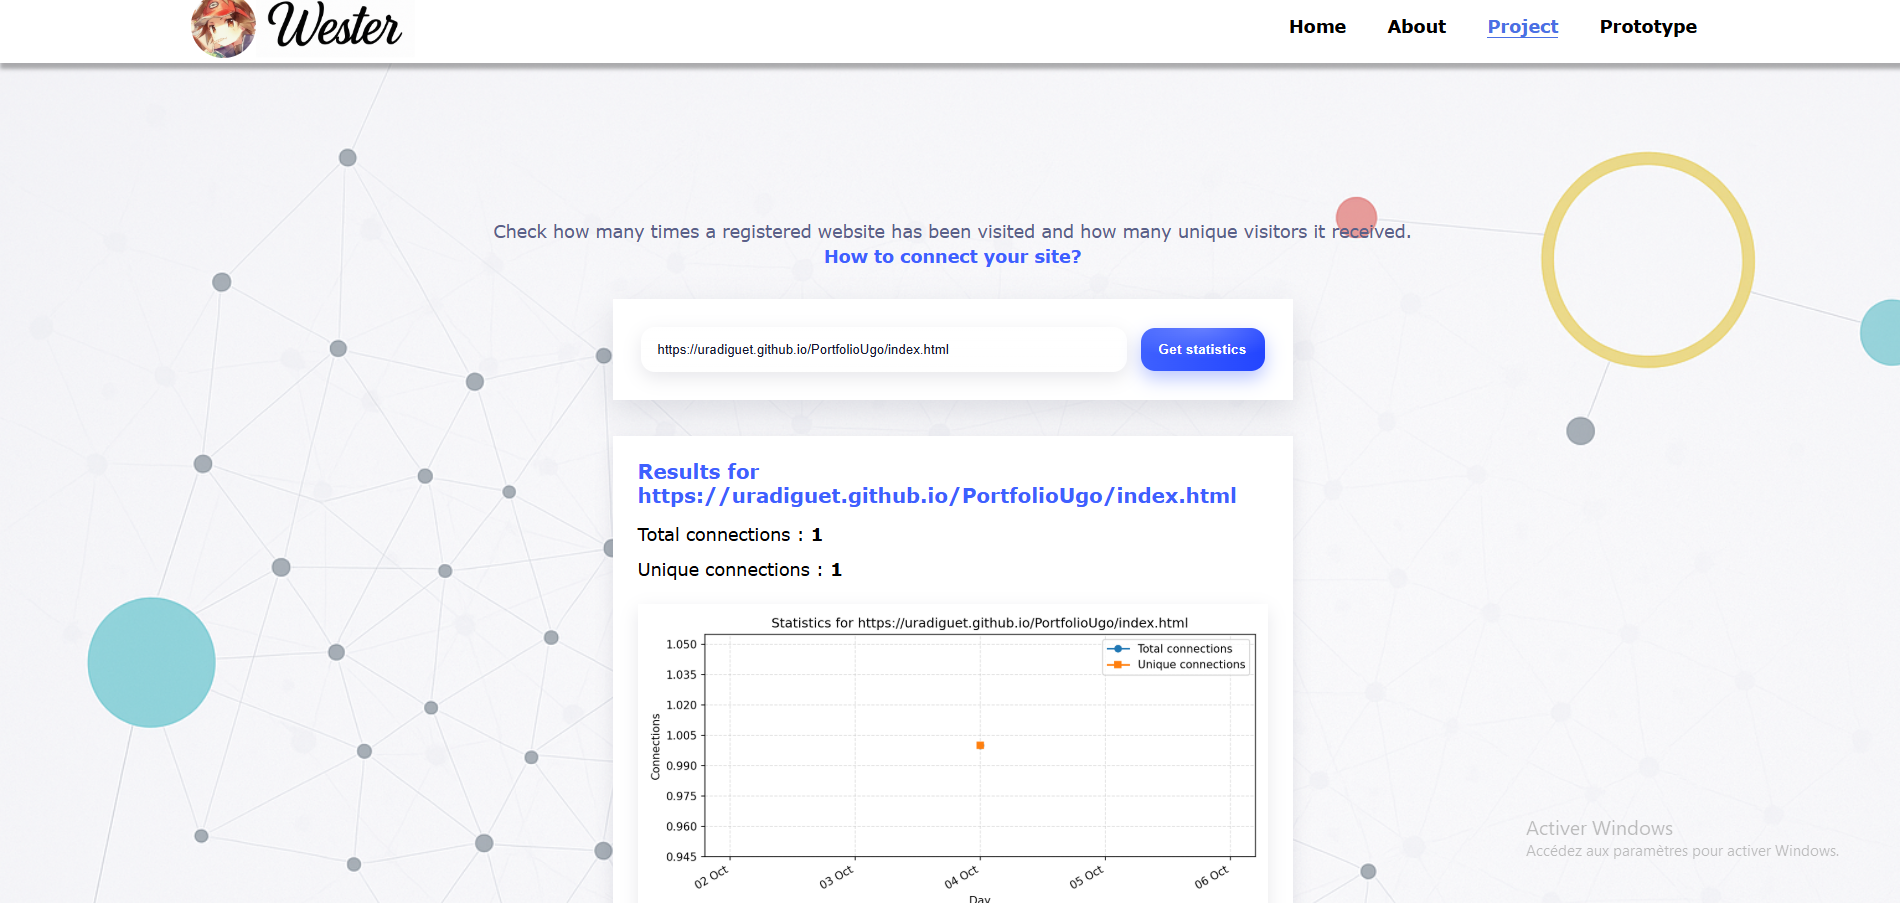 Wester
Home About Project Prototype
Check how many times a registered website has been visited and how many unique visitors it received.
How to connect your site?
https://uradiguet.github.io/PortfolioUgo/index.html
Get statistics
Results for
https://uradiguet.github.io/PortfolioUgo/index.html
Total connections : 1
Unique connections : 1
Statistics for https://uradiguet.github.io/PortfolioUgo/index.html
Total connections
Unique connections
1.050
1.035
1.020
1.005
0.990
0.975
0.960
0.945
Connections
02 Oct 03 Oct 04 Oct 05 Oct 06 Oct
Day
Activer Windows
Accédez aux paramètres pour activer Windows.